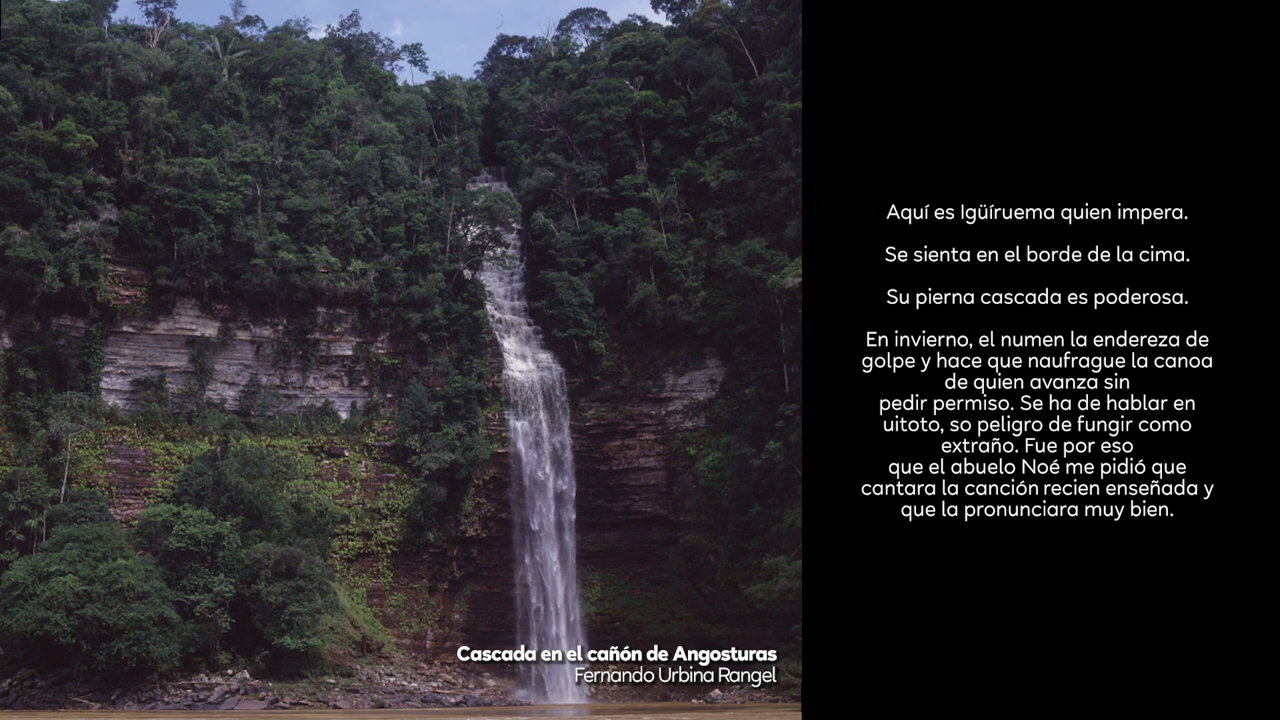 Aquí es Igüíruema quien impera.
Se sienta en el borde de la cima.
Su pierna cascada es poderosa.
En invierno, el numen la endereza de
golpe y hace que naufrague la canoa
de quien avanza sin
pedir permiso. Se ha de hablar en
uitoto, so peligro de fungir como
extraño. Fue por eso
que el abuelo Noé me pidió que
cantara la canción recien enseñada y
que la pronunciara muy bien.
Cascada en el cañón de Angosturas
Fernando Urbina Rangel